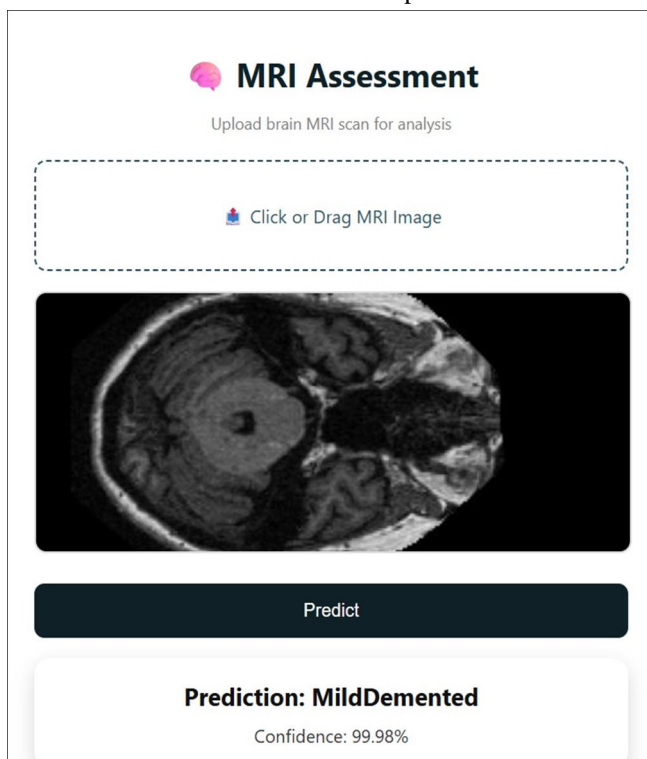 MRI Assessment
Upload brain MRI scan for analysis
Click or Drag MRI Image
Predict
Prediction: MildDemented
Confidence: 99.98%